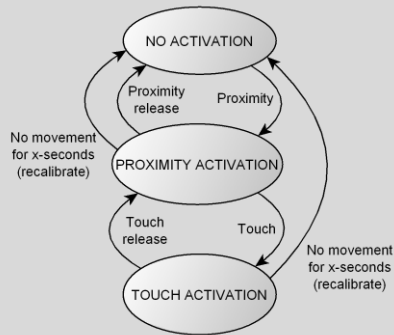 NO ACTIVATION
Proximity
release
Proximity
No movement
for x-seconds
(recalibrate)
PROXIMITY ACTIVATION
Touch
release
Touch
No movement
for x-seconds
(recalibrate)
TOUCH ACTIVATION